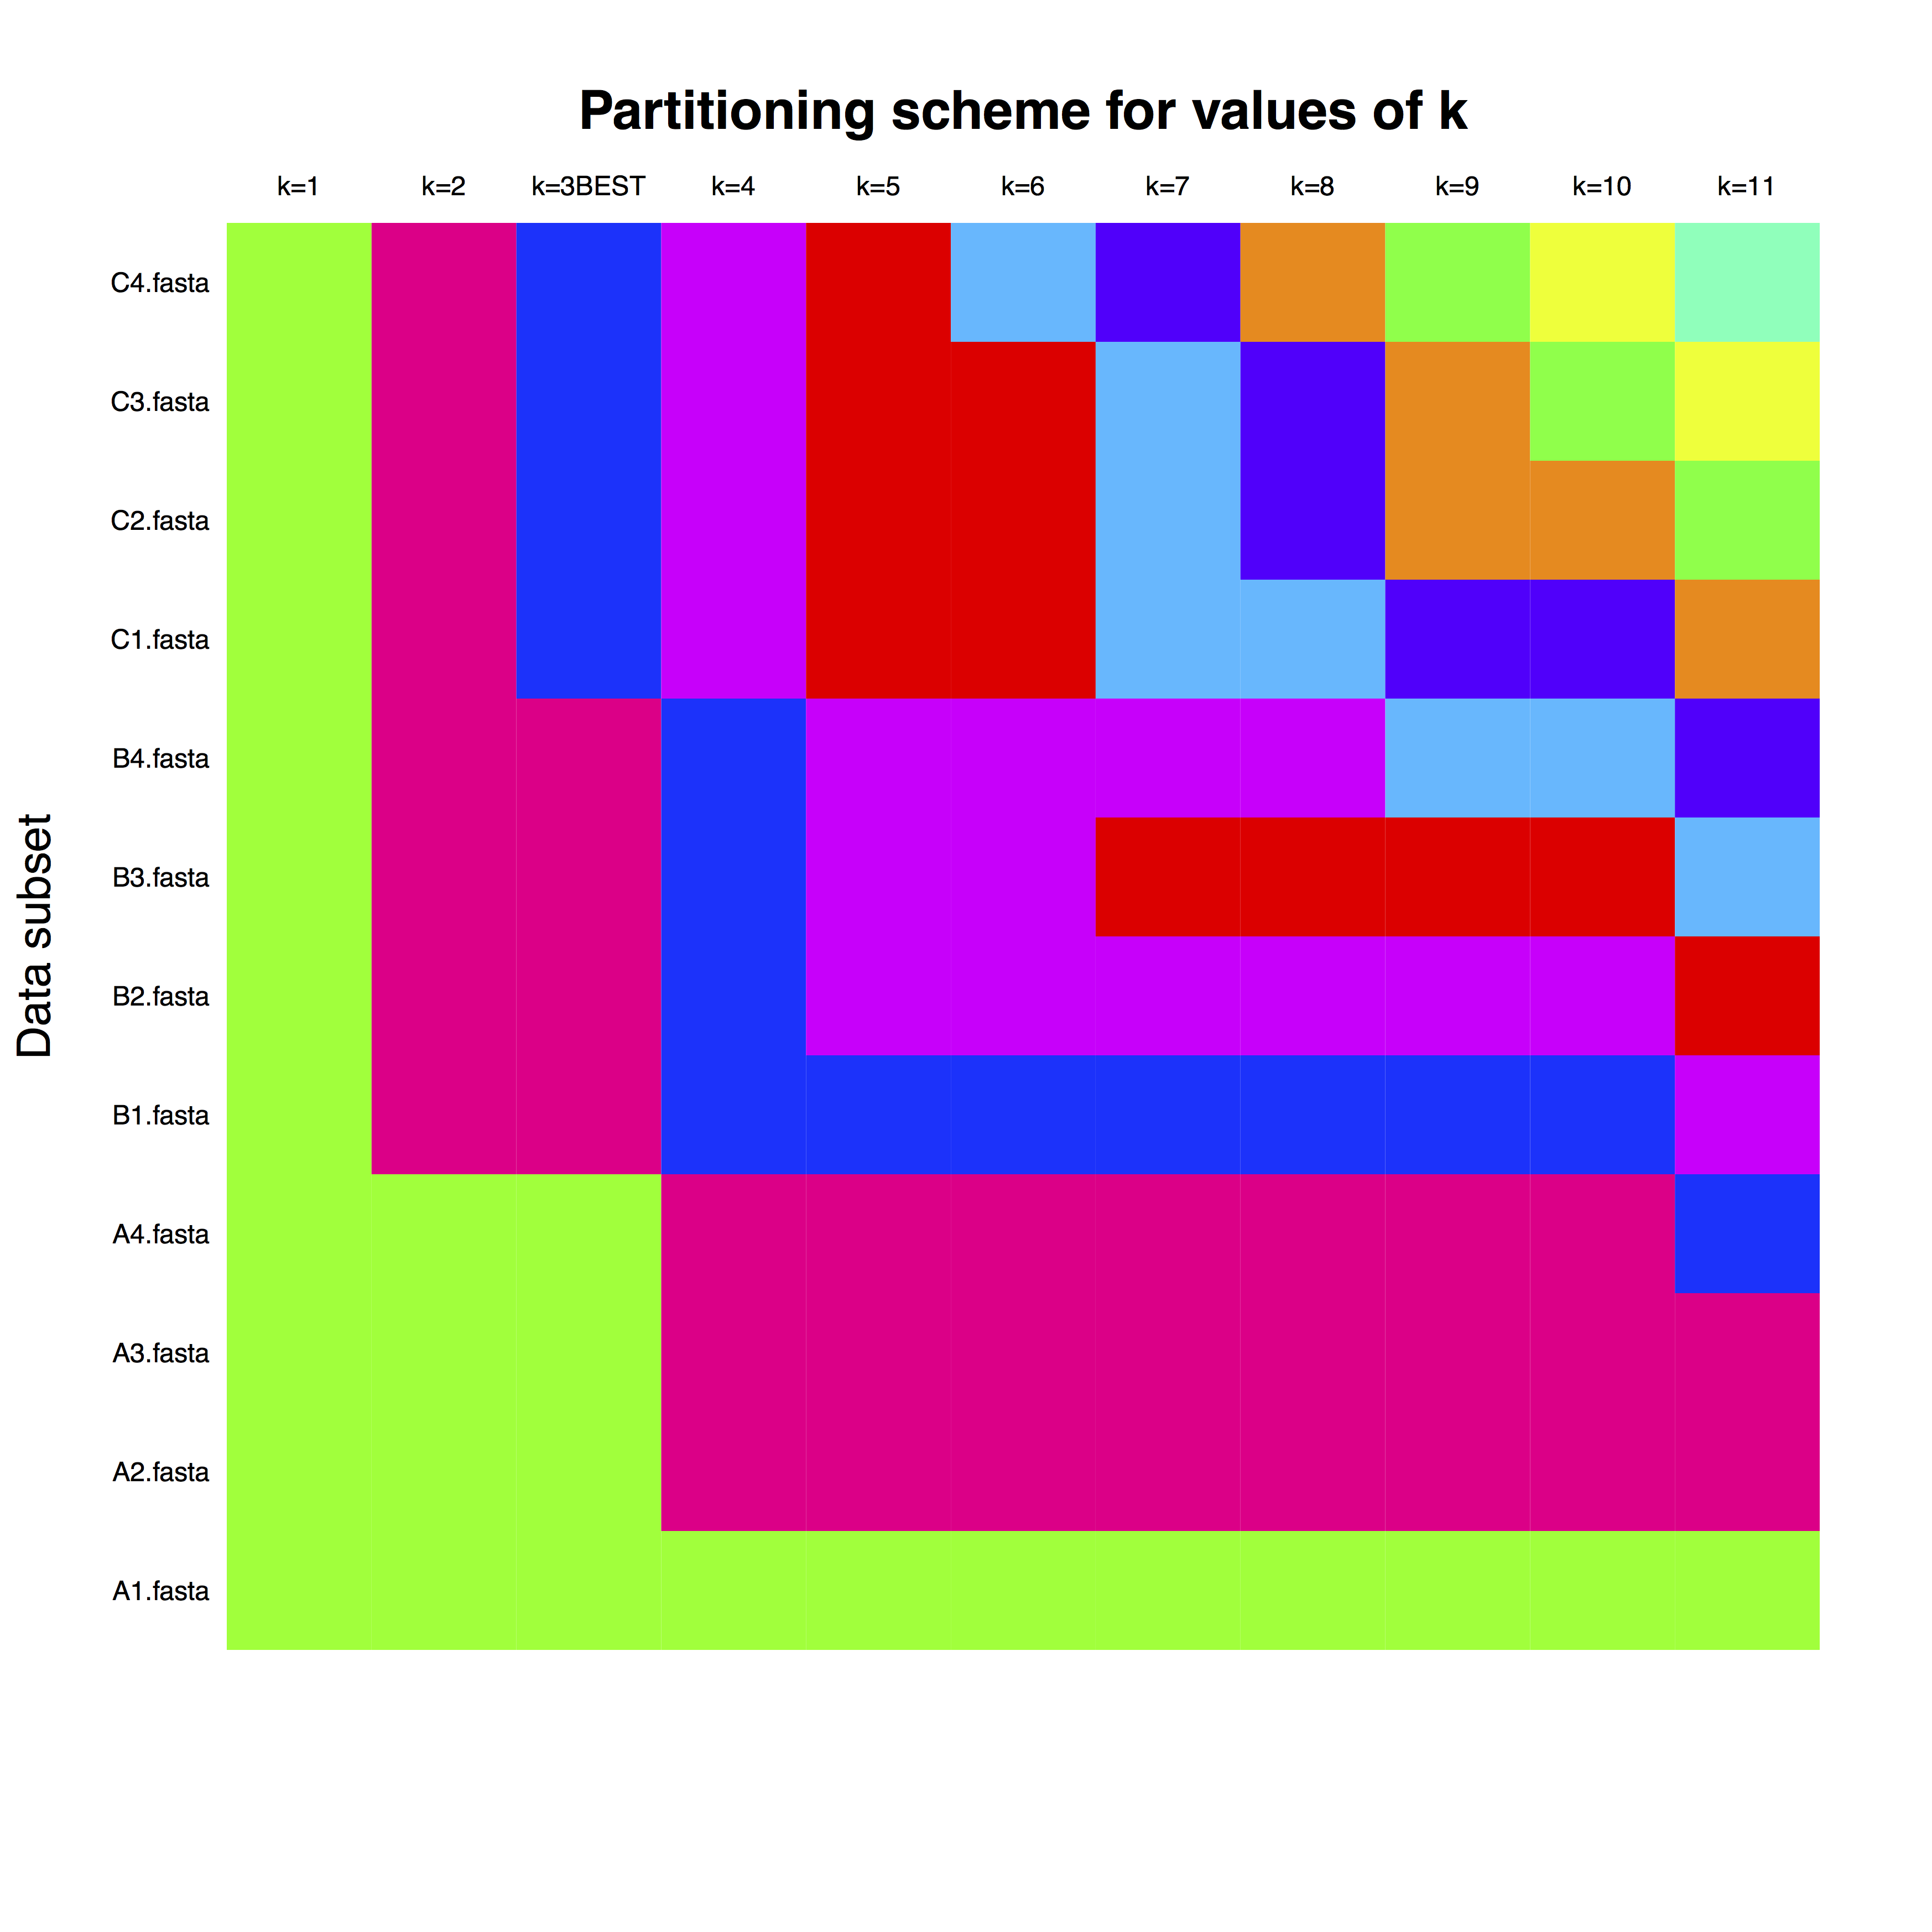 Partitioning scheme for values of k
k=1 k=2 k=3BEST k=4 k=5 k=6 k=7 k=8 k=9 k=10 k=11
C4.fasta
C3.fasta
C2.fasta
C1.fasta
B4.fasta
B3.fasta
B2.fasta
B1.fasta
A4.fasta
A3.fasta
A2.fasta
A1.fasta
Data subset